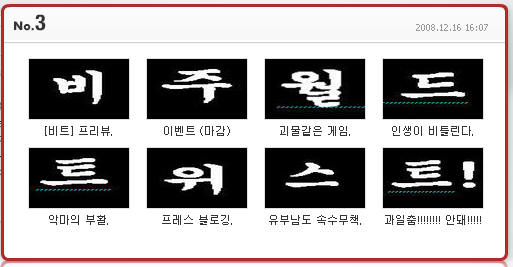 No.3
2008.12.16 16:07
비 주 월 드
[비트] 프리뷰,
이벤트 (마감)
괴물같은 게임,
인생이 비틀린다,
트 위 스 트!
악마의 부활,
프레스 블로깅,
유부남도 속수무책,
과일촙!!!!!!!! 안돼!!!!!